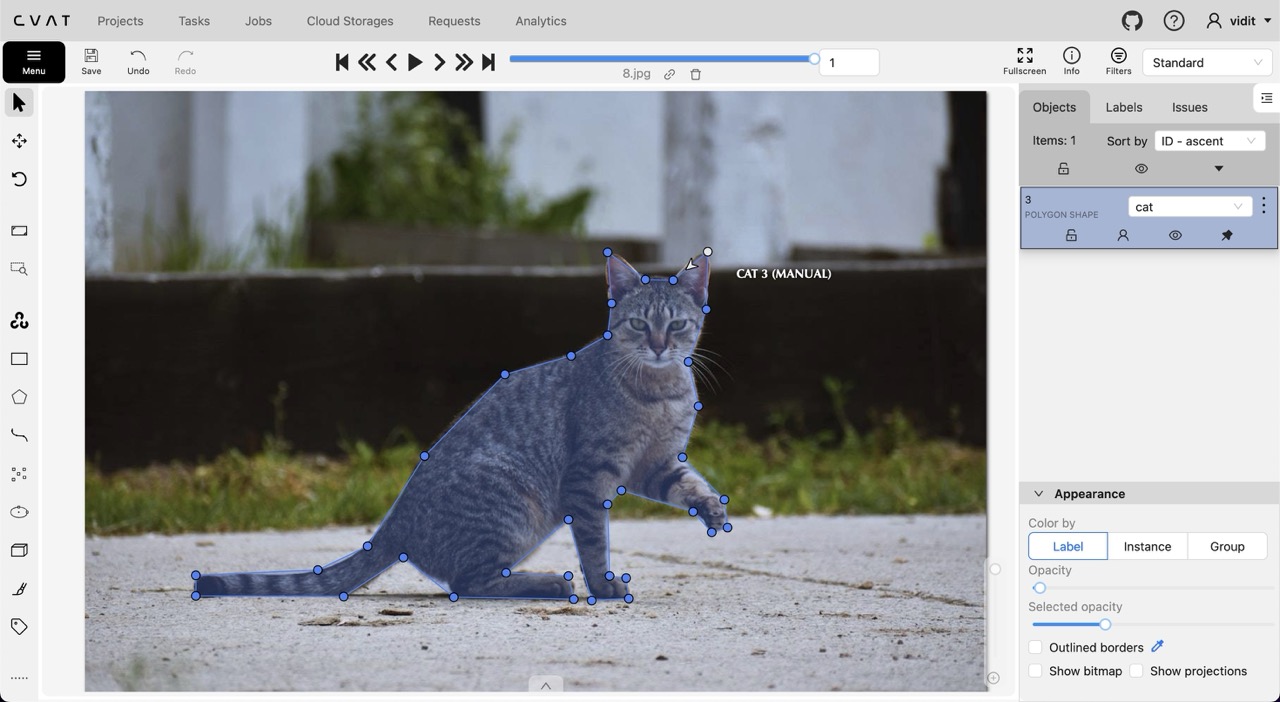 CVAT Projects Tasks Jobs Cloud Storages Requests Analytics vidit
Menu Save Undo Redo 1 Fullscreen Info Filters Standard
8.jpg
Objects Labels Issues
Items: 1 Sort by ID - ascent
3 cat
POLYGON SHAPE
CAT 3 (MANUAL)
Appearance
Color by
Label Instance Group
Opacity
Selected opacity
Outlined borders
Show bitmap Show projections